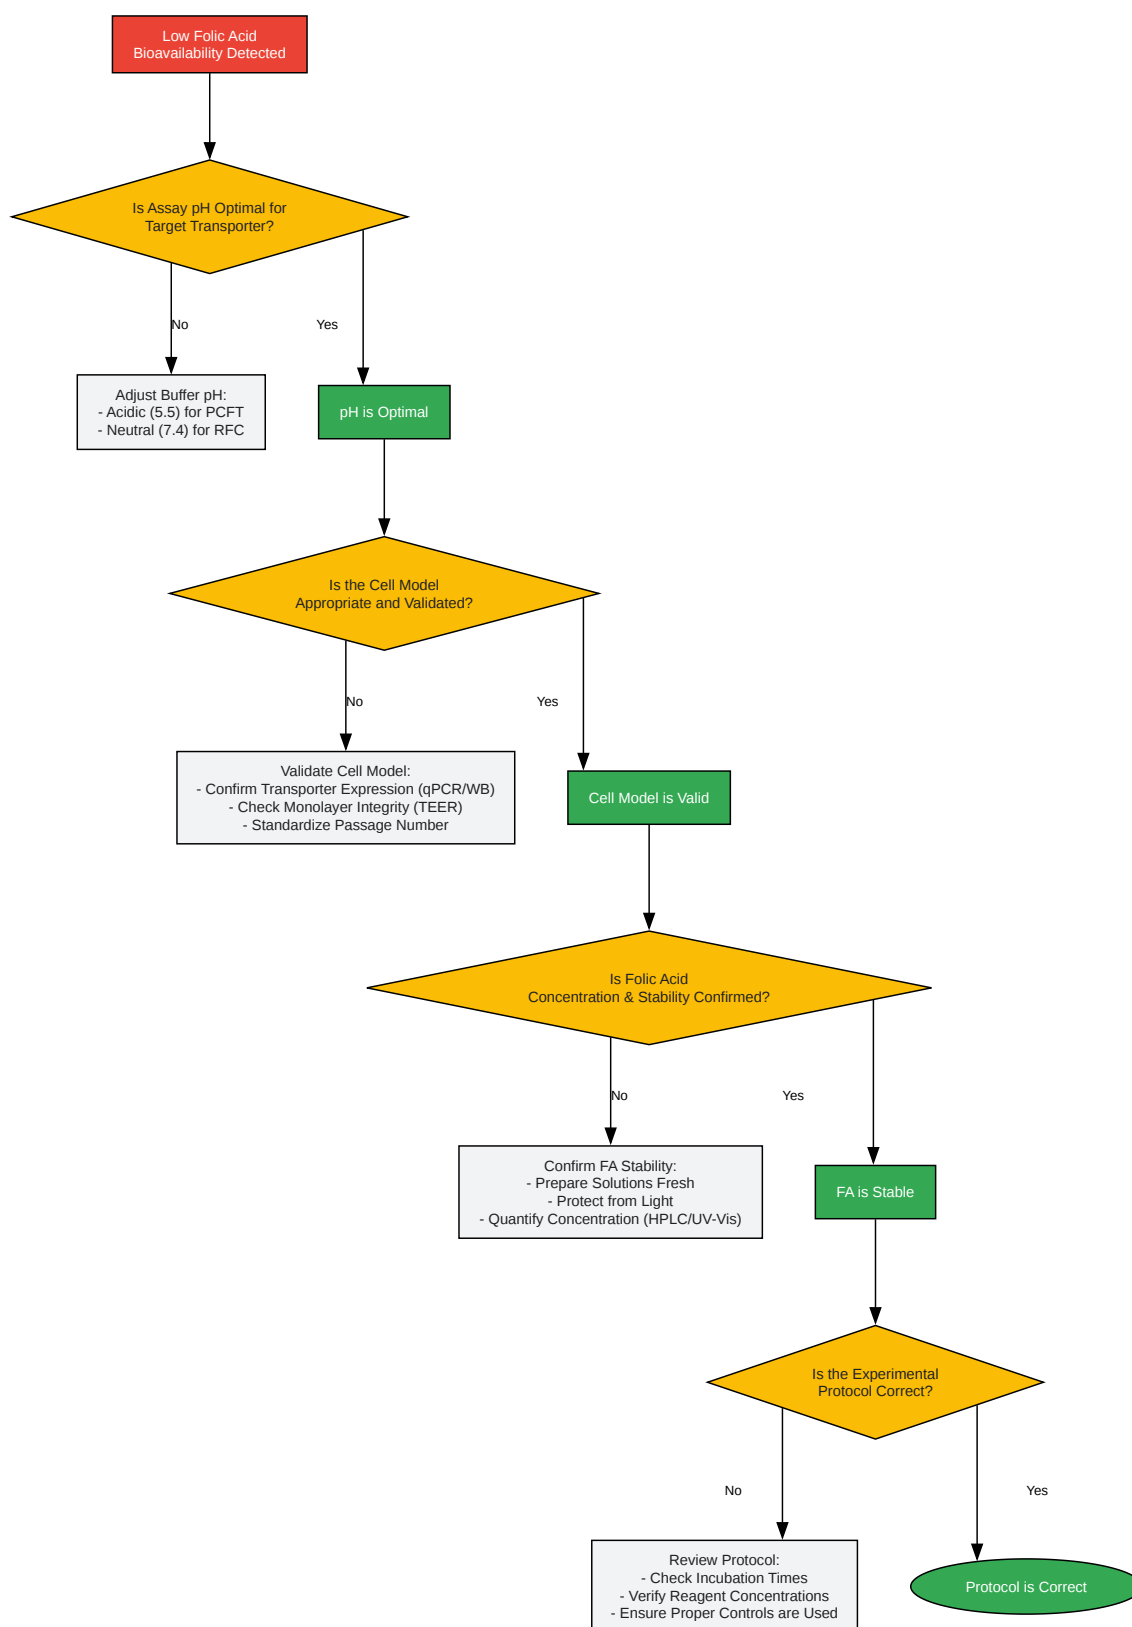 Low Folic Acid
Bioavailability Detected
Is Assay pH Optimal for
Target Transporter?
No
Yes
Adjust Buffer pH:
- Acidic (5.5) for PCFT
- Neutral (7.4) for RFC
pH is Optimal
Is the Cell Model
Appropriate and Validated?
No
Yes
Validate Cell Model:
- Confirm Transporter Expression (qPCR/WB)
- Check Monolayer Integrity (TEER)
- Standardize Passage Number
Cell Model is Valid
Is Folic Acid
Concentration & Stability Confirmed?
No
Yes
Confirm FA Stability:
- Prepare Solutions Fresh
- Protect from Light
- Quantify Concentration (HPLC/UV-Vis)
FA is Stable
Is the Experimental
Protocol Correct?
No
Yes
Review Protocol:
- Check Incubation Times
- Verify Reagent Concentrations
- Ensure Proper Controls are Used
Protocol is Correct